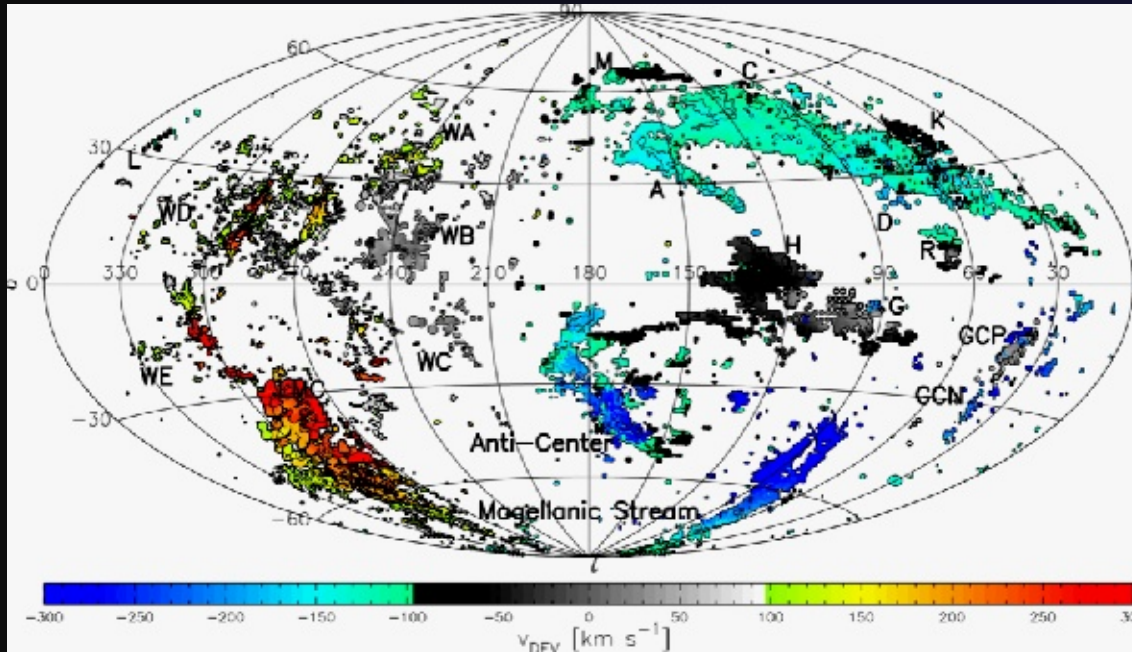 90
60
M
C
K
WA
30
L
A
WD
WB
D
H
R
0 330 300 270 240 210 180 150 90 60 30
0
G
GCP
WE
WC
GCN
-30
Anti-Center
Magellanic Stream
-60
l
-300 -250 -200 -150 -100 -50 0 50 100 150 200 250 300
v_DEV [km s⁻¹]